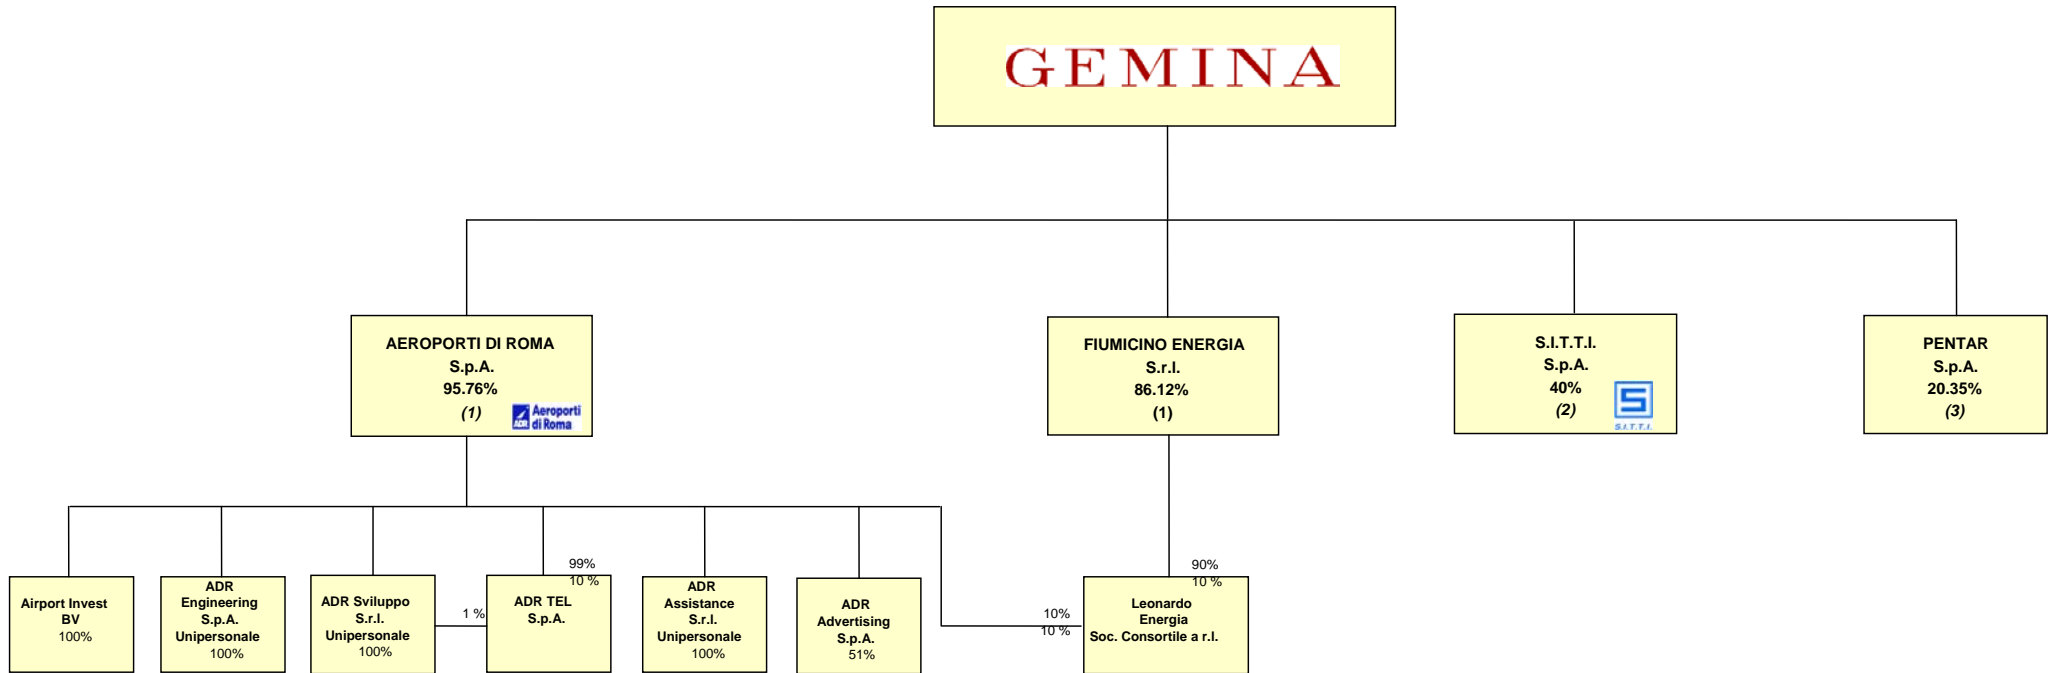 GEMINA
AEROPORTI DI ROMA
S.p.A.
95.76%
(1)
ADR
Aeroporti
di Roma
FIUMICINO ENERGIA
S.r.l.
86.12%
(1)
S.I.T.T.I.
S.p.A.
40%
(2)
S
S.I.T.T.I.
PENTAR
S.p.A.
20.35%
(3)
Airport Invest
BV
100%
ADR
Engineering
S.p.A.
Unipersonale
100%
ADR Sviluppo
S.r.l.
Unipersonale
100%
1 %
99%
10 %
ADR TEL
S.p.A.
ADR
Assistance
S.r.l.
Unipersonale
100%
ADR
Advertising
S.p.A.
51%
10%
10 %
90%
10 %
Leonardo
Energia
Soc. Consortile a r.l.